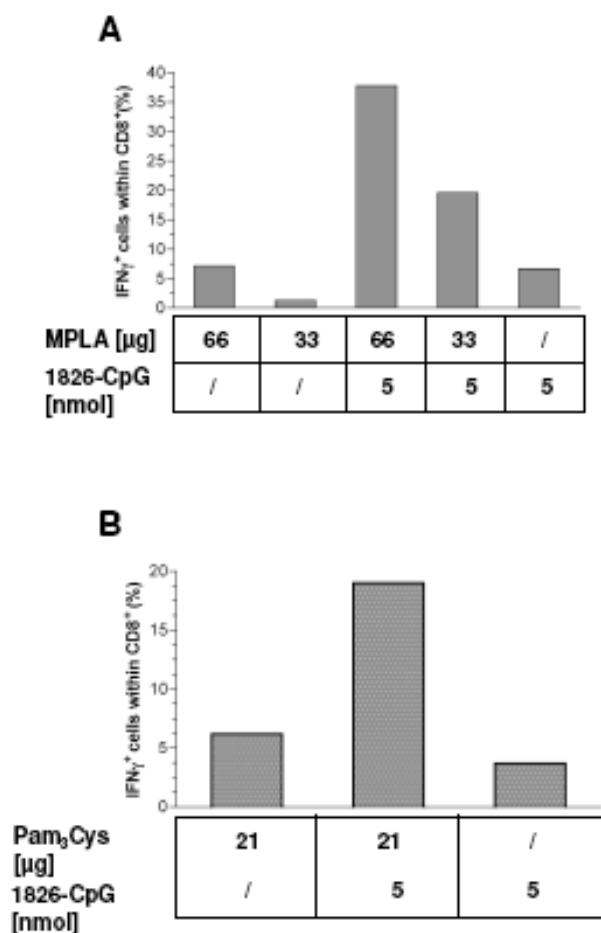 A
IFNγ⁺ cells within CD8⁺(%)
40
35
30
25
20
15
10
5
0
MPLA [µg] 66 33 66 33 /
1826-CpG / / 5 5 5
[nmol]
B
IFNγ⁺ cells within CD8⁺ (%)
20
15
10
5
0
Pam₃Cys 21 21 /
[µg]
1826-CpG / 5 5
[nmol]